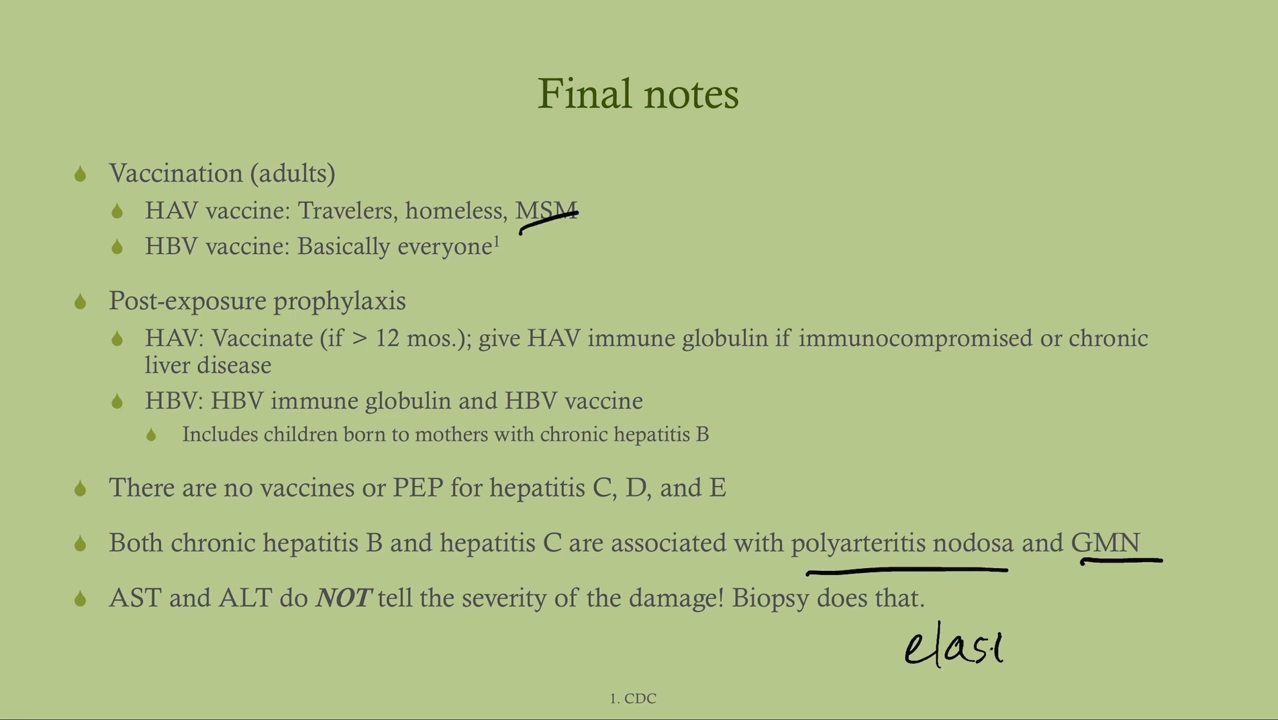 Final notes
Vaccination (adults)
HAV vaccine: Travelers, homeless, MSM
HBV vaccine: Basically everyone¹
Post-exposure prophylaxis
HAV: Vaccinate (if > 12 mos.); give HAV immune globulin if immunocompromised or chronic
liver disease
HBV: HBV immune globulin and HBV vaccine
Includes children born to mothers with chronic hepatitis B
There are no vaccines or PEP for hepatitis C, D, and E
Both chronic hepatitis B and hepatitis C are associated with polyarteritis nodosa and GMN
AST and ALT do NOT tell the severity of the damage! Biopsy does that.
1. CDC